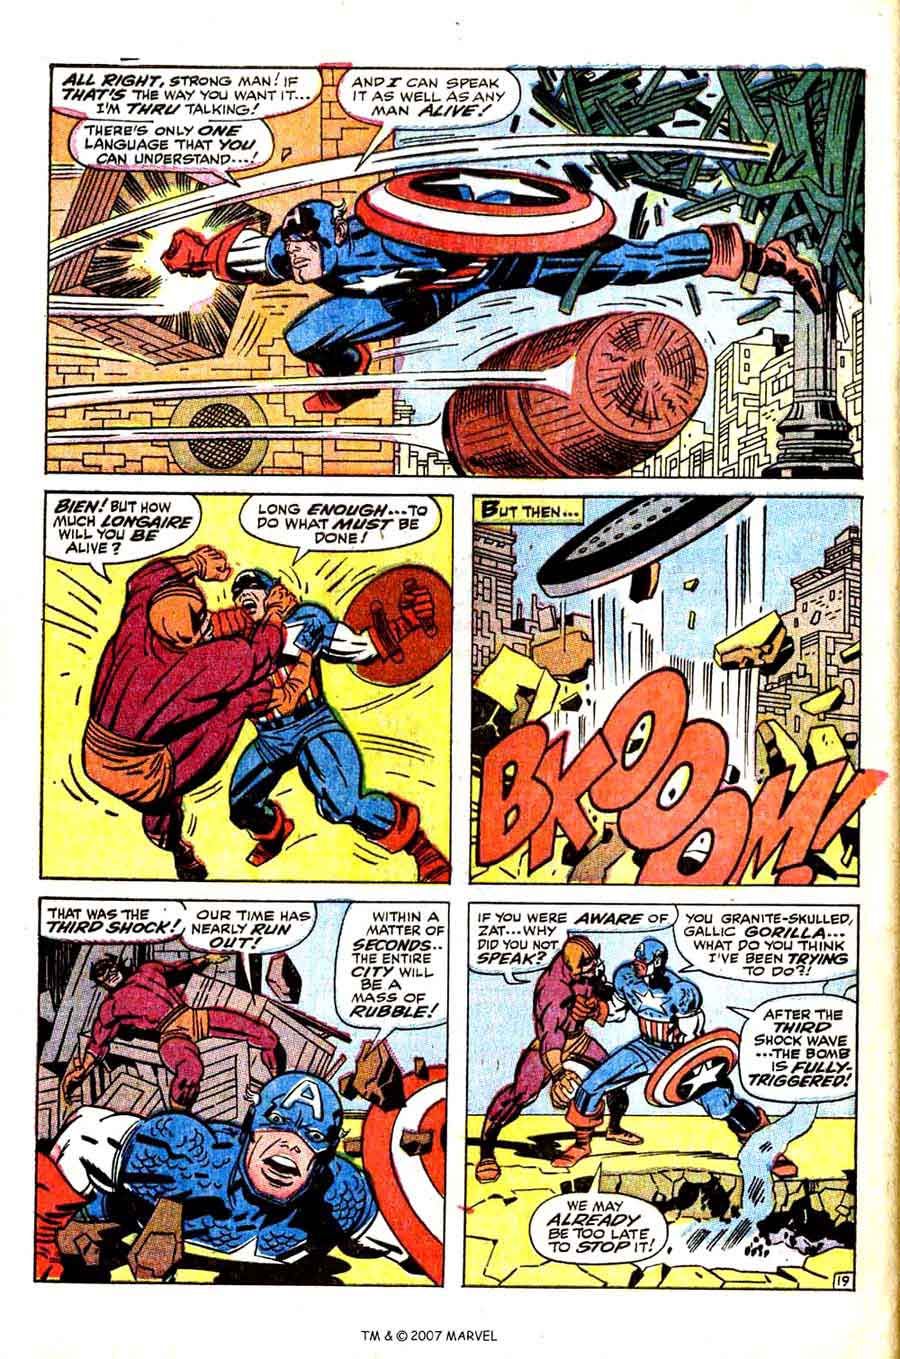 ALL RIGHT, STRONG MAN! IF
THAT'S THE WAY YOU WANT IT...
I'M THRU TALKING!
THERE'S ONLY ONE
LANGUAGE THAT YOU
CAN UNDERSTAND...!
AND I CAN SPEAK
IT AS WELL AS ANY
MAN ALIVE!
BIEN! BUT HOW
MUCH LONGAIRE
WILL YOU BE
ALIVE?
LONG ENOUGH...TO
DO WHAT MUST BE
DONE!
BUT THEN...
BKOOOOM!
THAT WAS THE
THIRD SHOCK!
OUR TIME HAS
NEARLY RUN
OUT!
WITHIN A
MATTER OF
SECONDS..
THE ENTIRE
CITY WILL
BE A
MASS OF
RUBBLE!
A
IF YOU WERE AWARE OF
ZAT...WHY
DID YOU NOT
SPEAK?
YOU GRANITE-SKULLED,
GALLIC GORILLA...
WHAT DO YOU THINK
I'VE BEEN TRYING
TO DO?!
AFTER THE
THIRD
SHOCK WAVE
...THE BOMB
IS FULLY-
TRIGGERED!
WE MAY
ALREADY
BE TOO LATE
TO STOP IT!
19
TM & © 2007 MARVEL